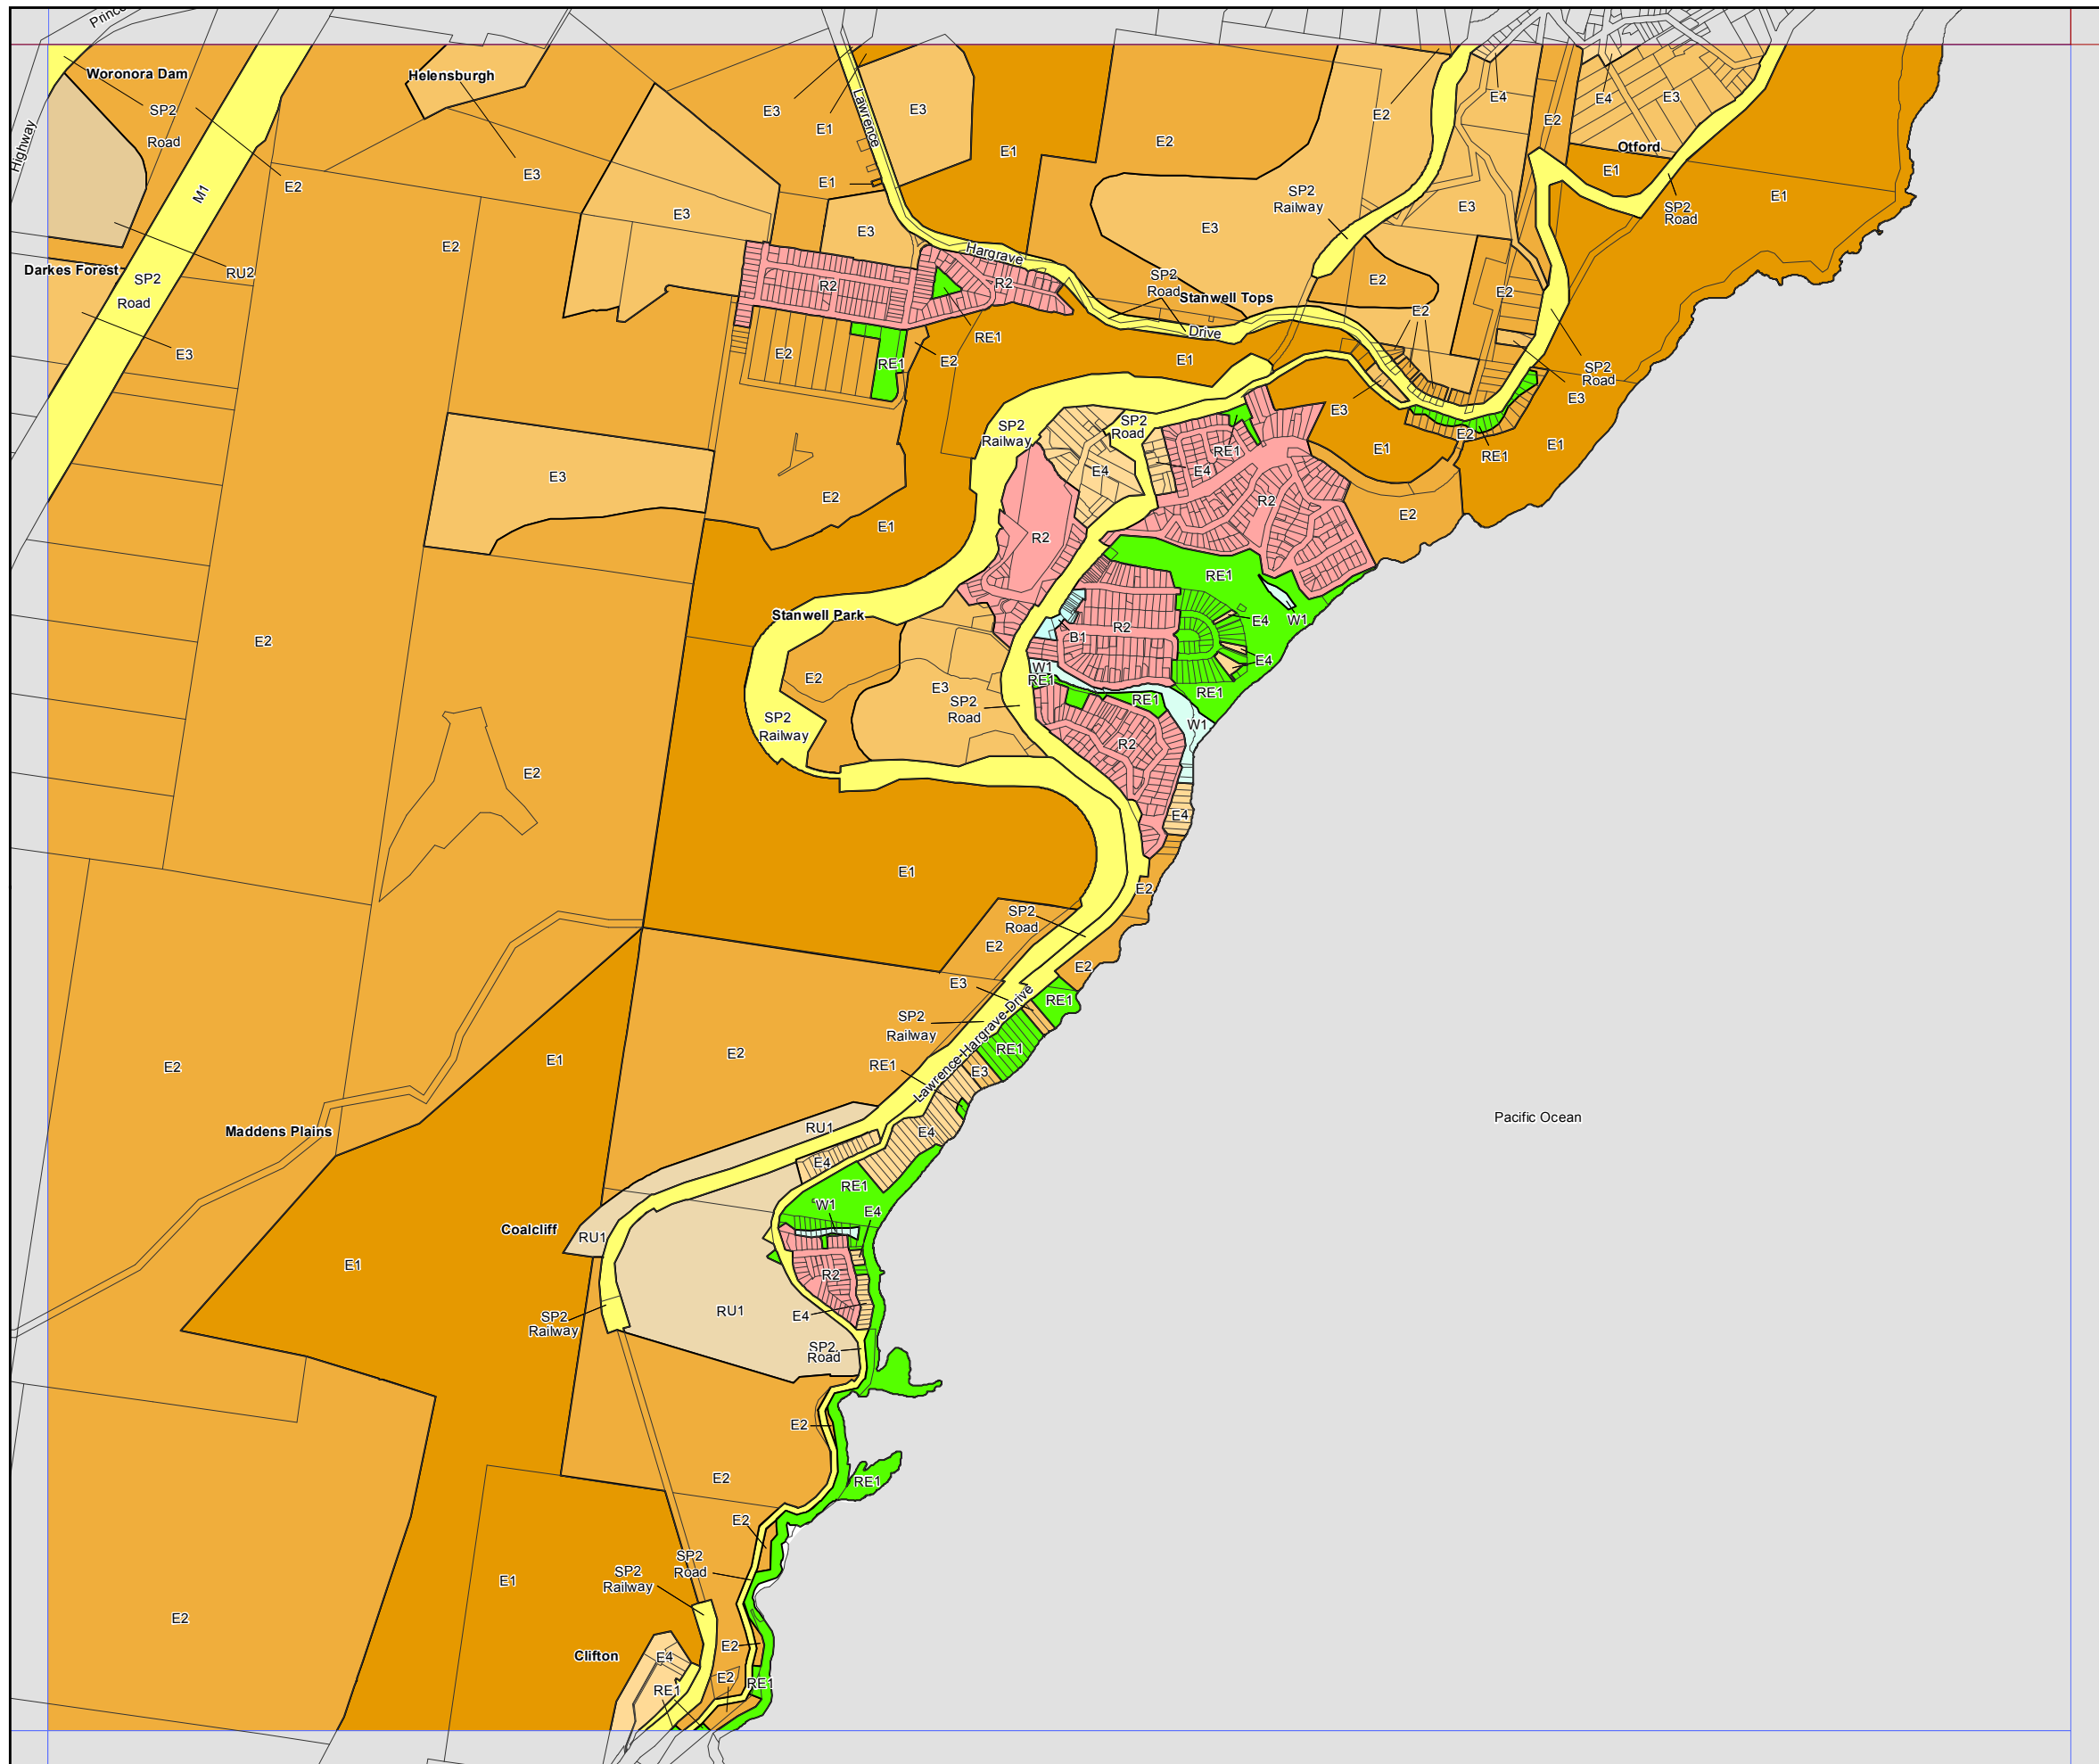 Princ
Woronora Dam
Helensburgh
SP2
Road
Highway
M1
E2
E3
Lawrence
E3
E1
E3
E1
E1
E2
E2
E4
E2
E4
E3
Otford
E1
E1
SP2
Road
E3
SP2
Railway
E3
E3
E3
E2
Hargrave
Darkes Forest
SP2
Road
RU2
R2
R2
SP2
Road
Stanwell Tops
E2
E2
E2
RE1
Drive
E3
E2
RE1
E2
E1
SP2
Road
E3
E3
SP2
Railway
SP2
Road
E2
RE1
E1
E1
RE1
E4
E4
E3
E2
E1
R2
E2
R2
RE1
Stanwell Park
E4
W1
E2
B1
R2
E4
W1
RE1
E2
E3
SP2
Road
RE1
RE1
SP2
Railway
W1
R2
E2
E4
E1
E2
SP2
Road
E2
E2
E3
RE1
SP2
Railway
Lawrence Hargrave Drive
E2
E1
RE1
RE1
E3
E2
Pacific Ocean
Maddens Plains
RU1
E4
E4
RE1
W1
E4
Coalcliff
RU1
E1
R2
RU1
E4
SP2
Railway
SP2
Road
E2
E2
RE1
E2
SP2
Road
SP2
Railway
E1
E2
Clifton
E4
E2
E2
RE1
RE1